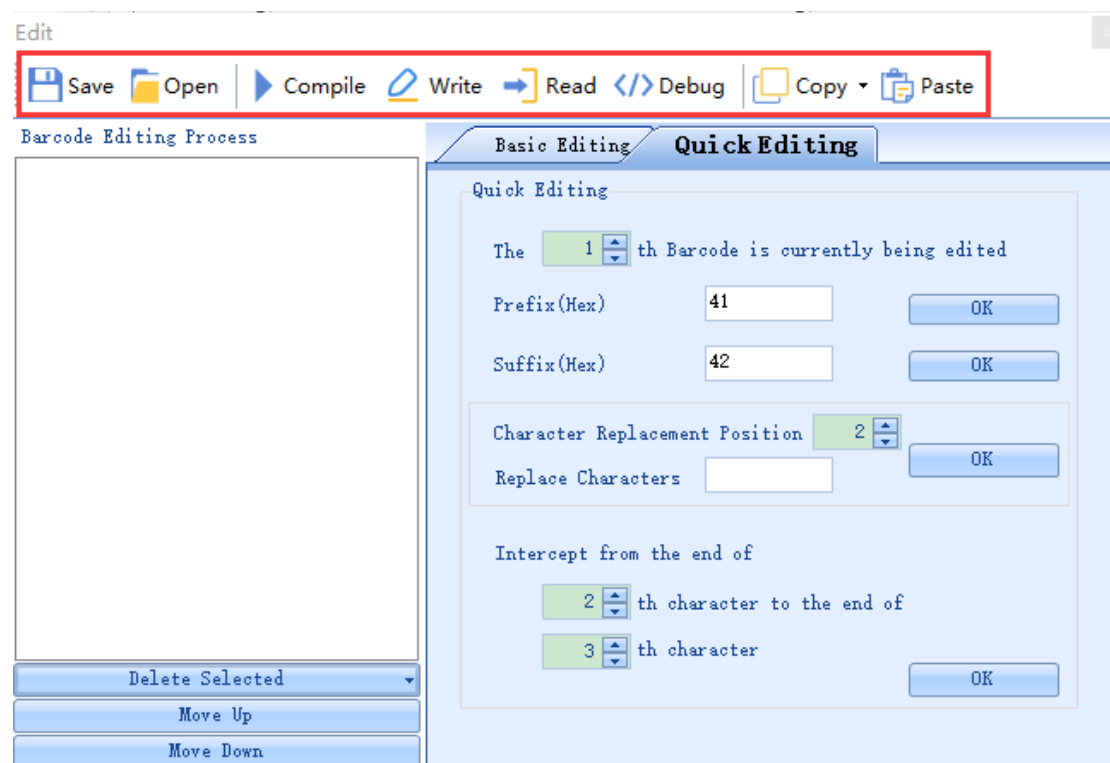 Edit
Save Open Compile Write Read </> Debug Copy Paste
Barcode Editing Process
Basic Editing Quick Editing
Quick Editing
The 1 th Barcode is currently being edited
Prefix(Hex) 41 OK
Suffix(Hex) 42 OK
Character Replacement Position 2
Replace Characters OK
Intercept from the end of
2 th character to the end of
3 th character
OK
Delete Selected
Move Up
Move Down